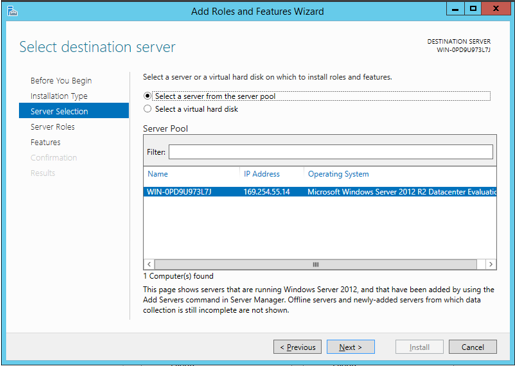 Add Roles and Features Wizard
Select destination server
DESTINATION SERVER
WIN-0PD9U973L7J
Before You Begin
Installation Type
Server Selection
Server Roles
Features
Confirmation
Results
Select a server or a virtual hard disk on which to install roles and features.
Select a server from the server pool
Select a virtual hard disk
Server Pool
Filter:
Name IP Address Operating System
WIN-0PD9U973L7J 169.254.55.14 Microsoft Windows Server 2012 R2 Datacenter Evaluatio
1 Computer(s) found
This page shows servers that are running Windows Server 2012, and that have been added by using the
Add Servers command in Server Manager. Offline servers and newly-added servers from which data
collection is still incomplete are not shown.
< Previous Next > Install Cancel